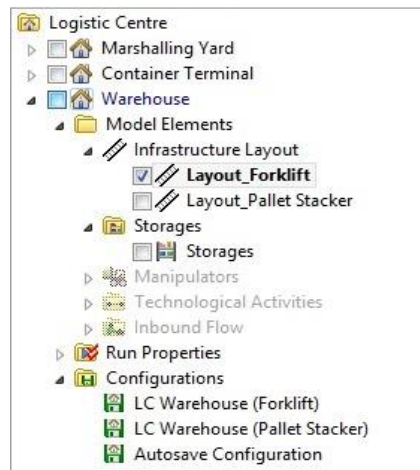 Logistic Centre
Marshalling Yard
Container Terminal
Warehouse
Model Elements
Infrastructure Layout
Layout_Forklift
Layout_Pallet Stacker
Storages
Storages
Manipulators
Technological Activities
Inbound Flow
Run Properties
Configurations
LC Warehouse (Forklift)
LC Warehouse (Pallet Stacker)
Autosave Configuration